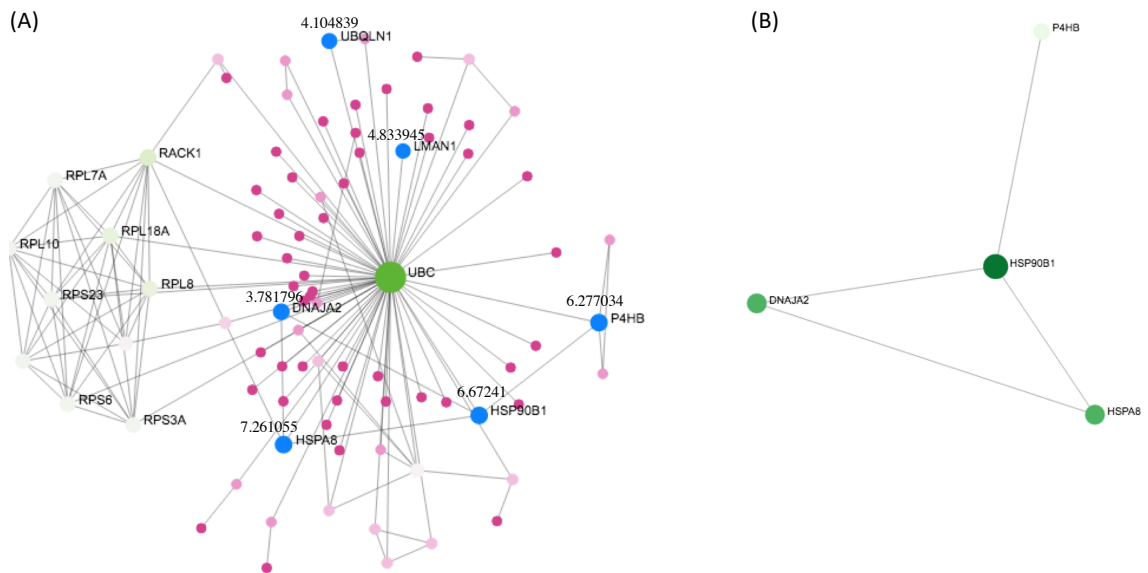 (A)
(B)
4.104839
UBQLN1
P4HB
4.833945
LMAN1
RACK1
RPL7A
RPL18A
RPL10
UBC
HSP90B1
RPL8
RPS23
3.781796
DNAJA2
6.277034
P4HB
DNAJA2
RPS6
RPS3A
6.67241
HSP90B1
7.261055
HSPA8
HSPA8